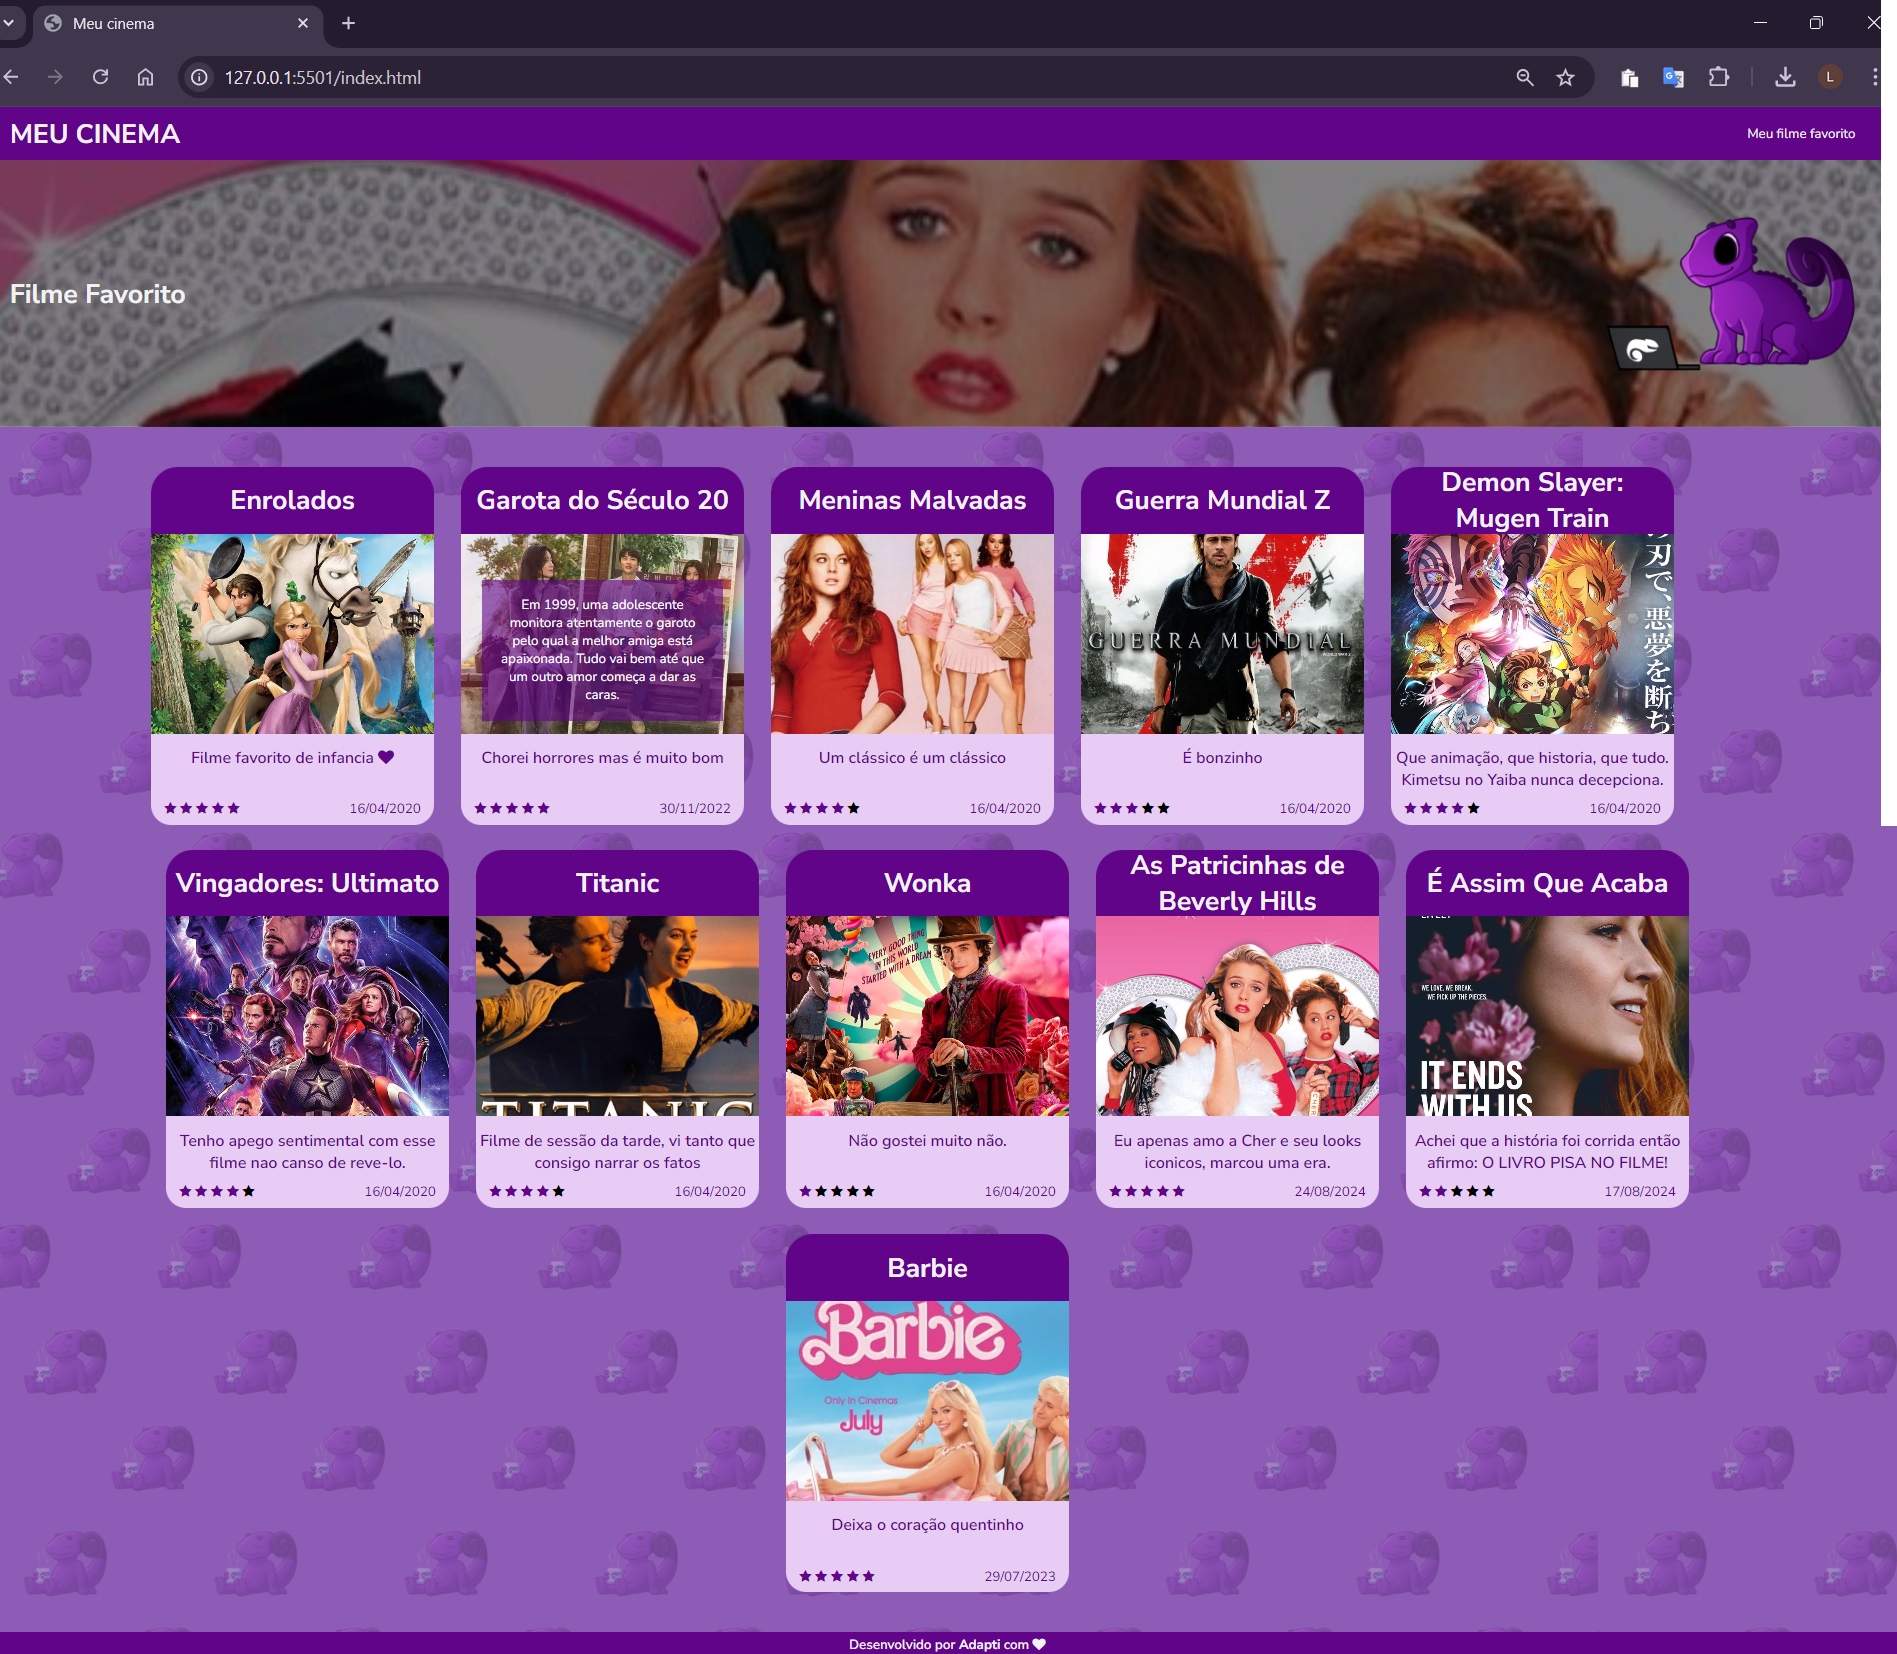 Meu cinema
127.0.0.1:5501/index.html
L
MEU CINEMA
Meu filme favorito
Filme Favorito
Enrolados
Filme favorito de infancia
16/04/2020
Garota do Século 20
Em 1999, uma adolescente
monitora atentamente o garoto
pelo qual a melhor amiga está
apaixonada. Tudo vai bem até que
um outro amor começa a dar as
caras.
Chorei horrores mas é muito bom
30/11/2022
Meninas Malvadas
Um clássico é um clássico
16/04/2020
Guerra Mundial Z
GUERRA MUNDIAL
É bonzinho
16/04/2020
Demon Slayer:
Mugen Train
刃で、悪夢を断ち
Que animação, que historia, que tudo.
Kimetsu no Yaiba nunca decepciona.
16/04/2020
Vingadores: Ultimato
Tenho apego sentimental com esse
filme nao canso de reve-lo.
16/04/2020
Titanic
TITANIC
Filme de sessão da tarde, vi tanto que
consigo narrar os fatos
16/04/2020
Wonka
EVERY GOOD THING
IN THIS WORLD
STARTED WITH A DREAM
Não gostei muito não.
16/04/2020
As Patricinhas de
Beverly Hills
Eu apenas amo a Cher e seu looks
iconicos, marcou uma era.
24/08/2024
É Assim Que Acaba
WE LOVE. WE BREAK.
WE PICK UP THE PIECES.
IT ENDS
WITH US
Achei que a história foi corrida então
afirmo: O LIVRO PISA NO FILME!
17/08/2024
Barbie
Barbie
Only in Cinemas
July
Deixa o coração quentinho
29/07/2023
Desenvolvido por Adapti com